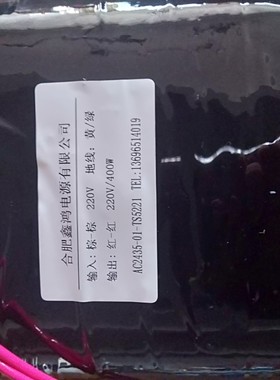 合肥鑫鸿电源有限公司
输入: 棕-棕 220V 地线: 黄/绿
输出: 红-红 220V/400W
AC2435-01-TS5221 TEL:13696514019